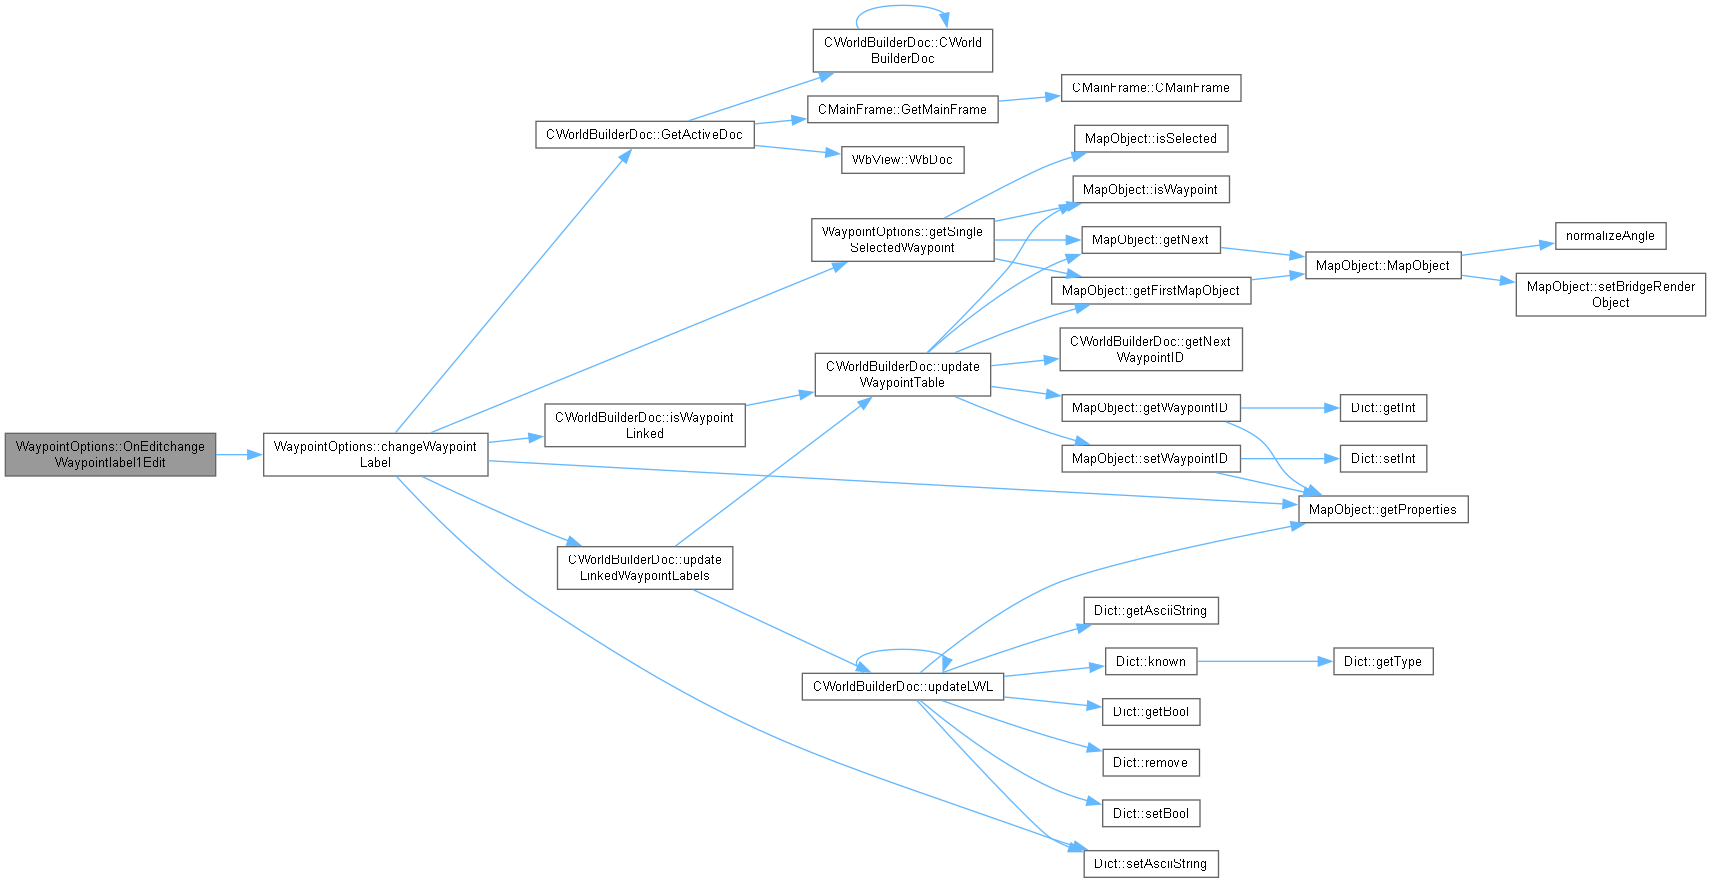 CWorldBuilderDoc::CWorld
BuilderDoc
CMainFrame::CMainFrame
CMainFrame::GetMainFrame
CWorldBuilderDoc::GetActiveDoc
MapObject::isSelected
WbView::WbDoc
MapObject::isWaypoint
WaypointOptions::getSingle
SelectedWaypoint
MapObject::getNext
normalizeAngle
MapObject::MapObject
MapObject::getFirstMapObject
MapObject::setBridgeRender
Object
CWorldBuilderDoc::getNext
WaypointID
CWorldBuilderDoc::update
WaypointTable
MapObject::getWaypointID
Dict::getInt
CWorldBuilderDoc::isWaypoint
Linked
WaypointOptions::OnEditchange
Waypointlabel1Edit
WaypointOptions::changeWaypoint
Label
MapObject::setWaypointID
Dict::setInt
MapObject::getProperties
CWorldBuilderDoc::update
LinkedWaypointLabels
Dict::getAsciiString
Dict::known
Dict::getType
CWorldBuilderDoc::updateLWL
Dict::getBool
Dict::remove
Dict::setBool
Dict::setAsciiString